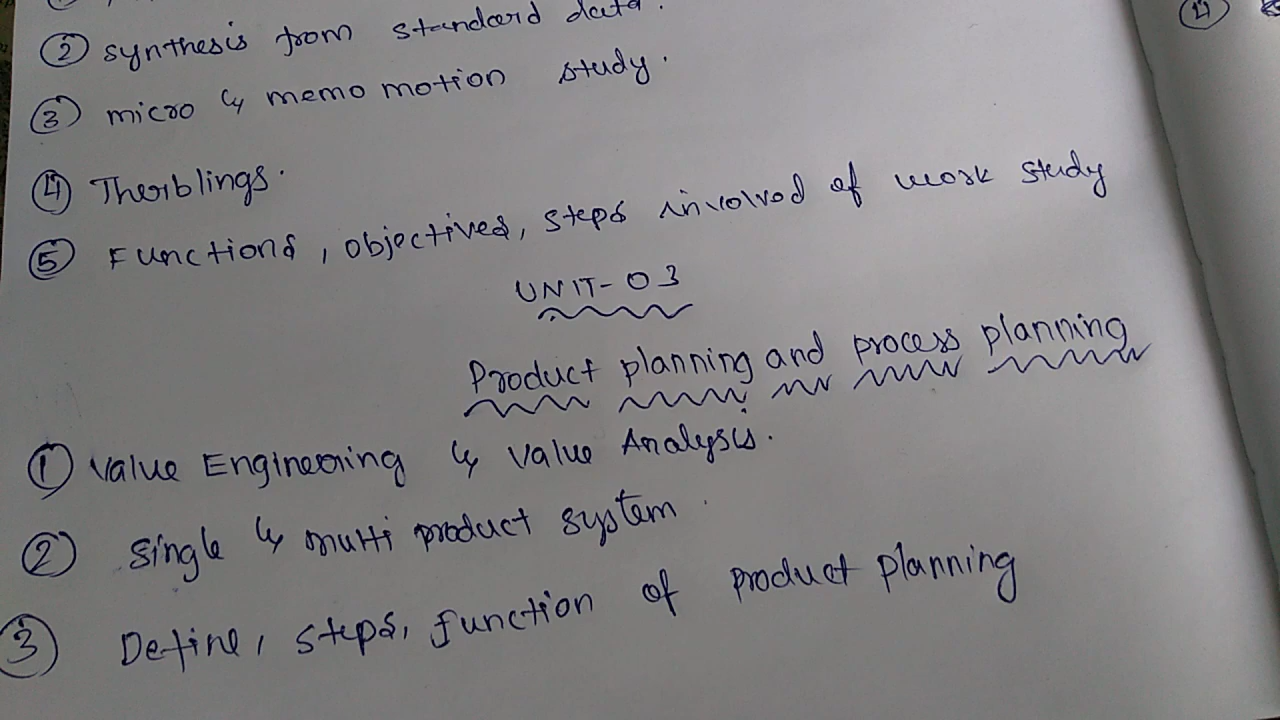 ② synthesis from standard data.
③ micro & memo motion study.
④ Therblings.
⑤ Functions, objectives, steps involved of work study
UNIT-03
Product planning and process planning
① Value Engineering & Value Analysis.
② single & multi product system.
③ Define, steps, function of product planning
④